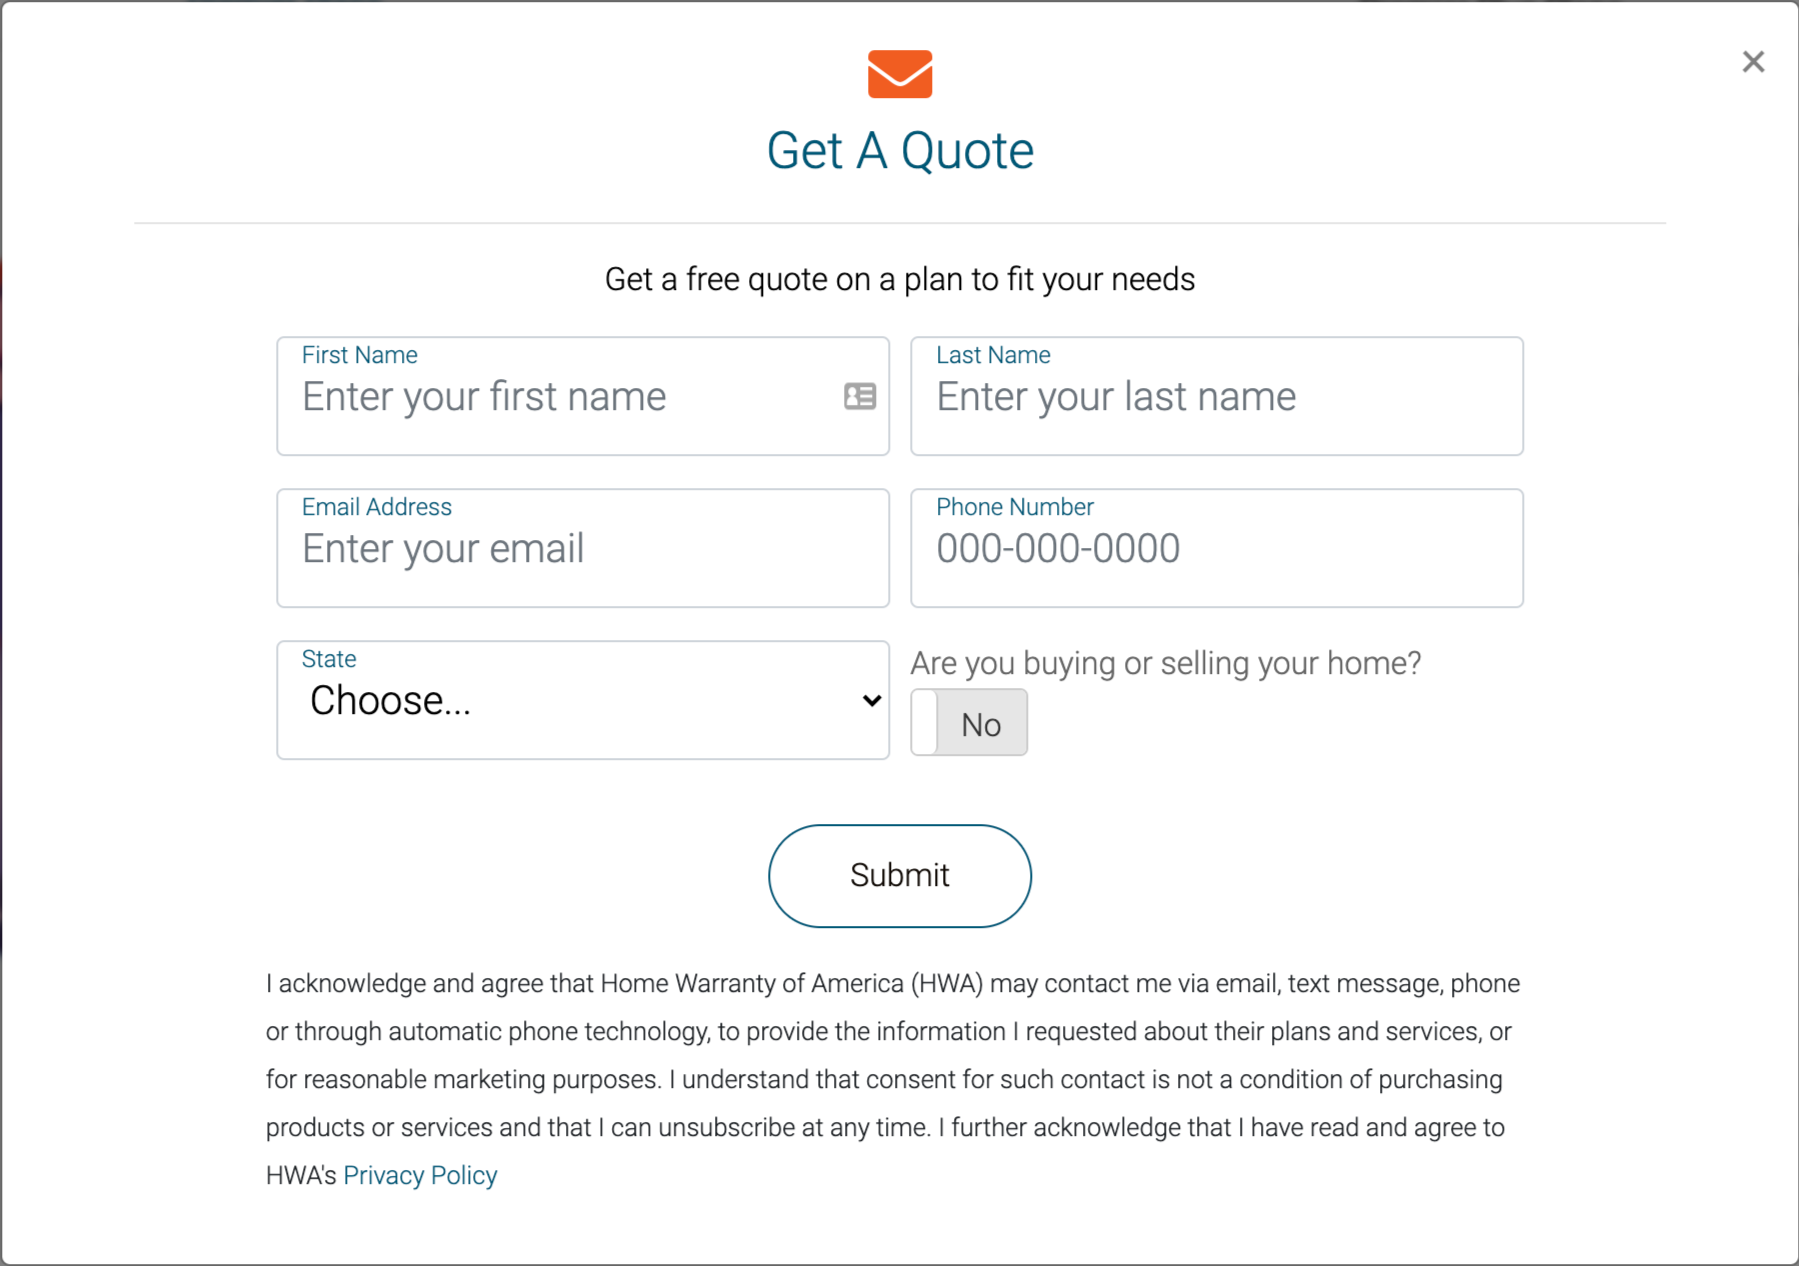 Get A Quote
Get a free quote on a plan to fit your needs
First Name
Enter your first name
Last Name
Enter your last name
Email Address
Enter your email
Phone Number
000-000-0000
State
Choose...
Are you buying or selling your home?
No
Submit
I acknowledge and agree that Home Warranty of America (HWA) may contact me via email, text message, phone
or through automatic phone technology, to provide the information I requested about their plans and services, or
for reasonable marketing purposes. I understand that consent for such contact is not a condition of purchasing
products or services and that I can unsubscribe at any time. I further acknowledge that I have read and agree to
HWA's Privacy Policy